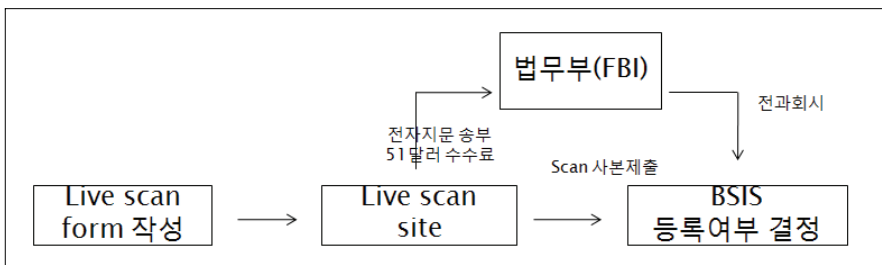 법무부(FBI)
전과회시
전자지문 송부
51달러 수수료
Scan 사본제출
Live scan
form 작성
Live scan
site
BSIS
등록여부 결정